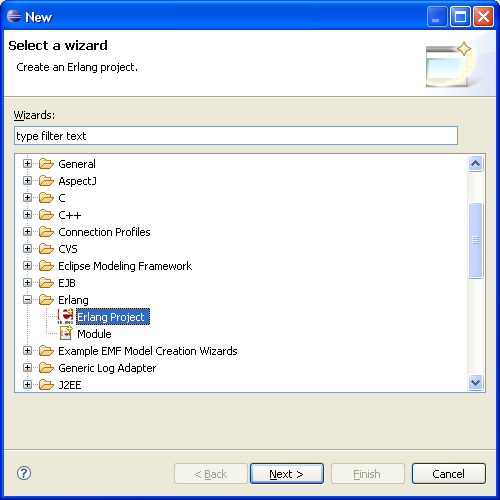 New
Select a wizard
Create an Erlang project.
Wizards:
type filter text
General
AspectJ
C
C++
Connection Profiles
CVS
Eclipse Modeling Framework
EJB
Erlang
ERLANG Erlang Project
Module
Example EMF Model Creation Wizards
Generic Log Adapter
J2EE
? < Back Next > Finish Cancel